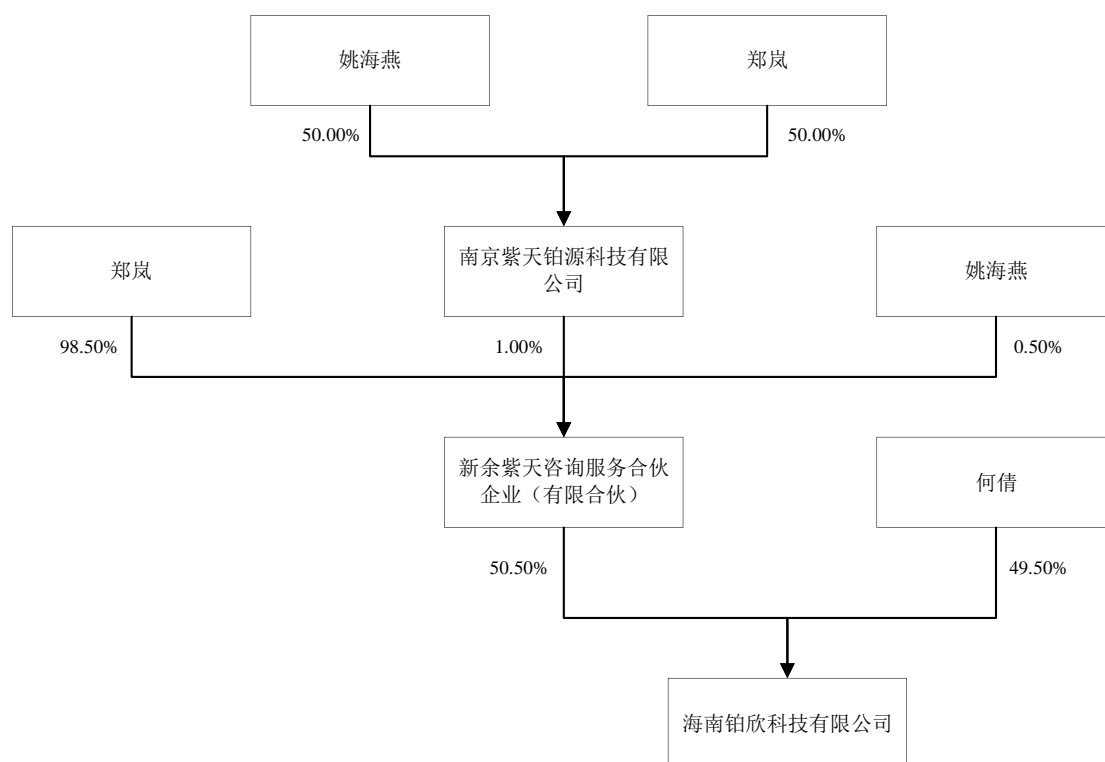 姚海燕
郑岚
50.00%
50.00%
郑岚
南京紫天铂源科技有限
公司
姚海燕
98.50%
1.00%
0.50%
新余紫天咨询服务合伙
企业（有限合伙）
何倩
50.50%
49.50%
海南铂欣科技有限公司